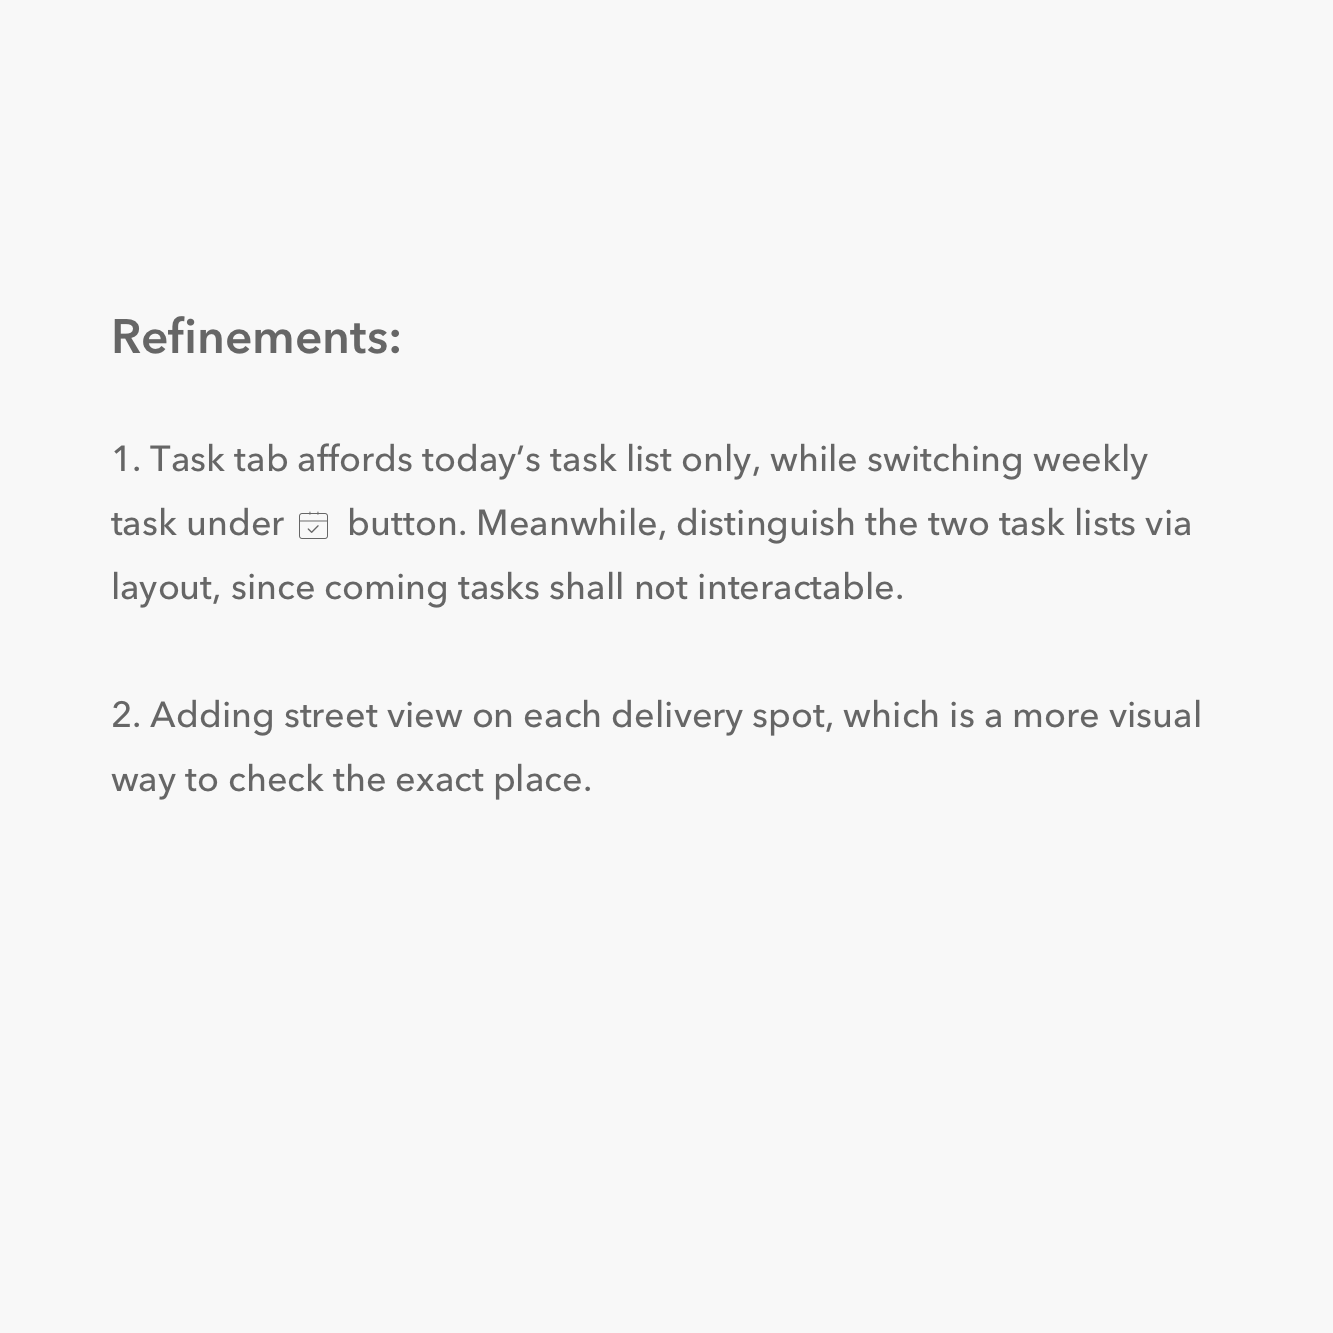 Refinements:
1. Task tab affords today’s task list only, while switching weekly
task under button. Meanwhile, distinguish the two task lists via
layout, since coming tasks shall not interactable.
2. Adding street view on each delivery spot, which is a more visual
way to check the exact place.